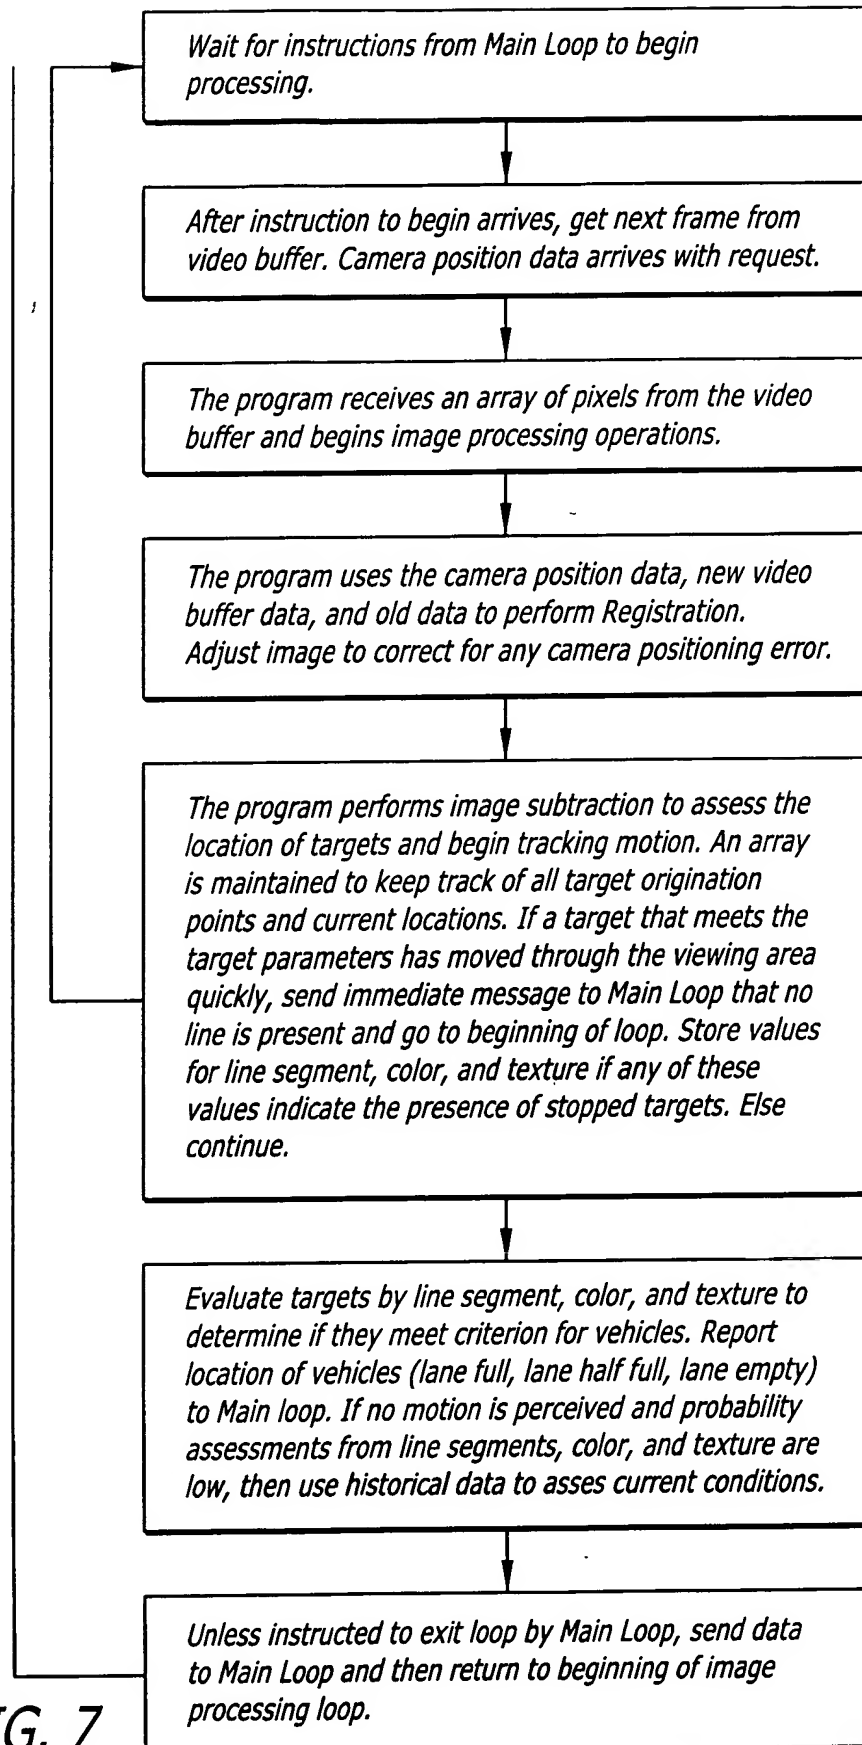 Wait for instructions from Main Loop to begin
processing.
After instruction to begin arrives, get next frame from
video buffer. Camera position data arrives with request.
The program receives an array of pixels from the video
buffer and begins image processing operations.
The program uses the camera position data, new video
buffer data, and old data to perform Registration.
Adjust image to correct for any camera positioning error.
The program performs image subtraction to assess the
location of targets and begin tracking motion. An array
is maintained to keep track of all target origination
points and current locations. If a target that meets the
target parameters has moved through the viewing area
quickly, send immediate message to Main Loop that no
line is present and go to beginning of loop. Store values
for line segment, color, and texture if any of these
values indicate the presence of stopped targets. Else
continue.
Evaluate targets by line segment, color, and texture to
determine if they meet criterion for vehicles. Report
location of vehicles (lane full, lane half full, lane empty)
to Main loop. If no motion is perceived and probability
assessments from line segments, color, and texture are
low, then use historical data to asses current conditions.
Unless instructed to exit loop by Main Loop, send data
to Main Loop and then return to beginning of image
processing loop.
IG. 7